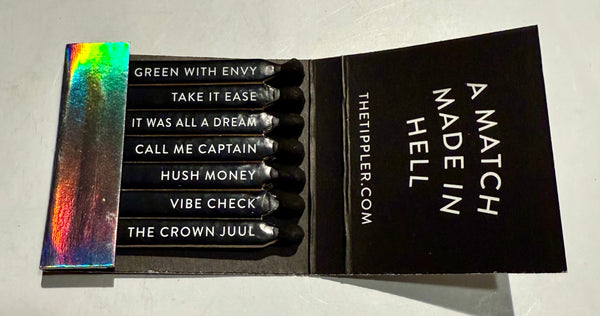 GREEN WITH ENVY
TAKE IT EASE
IT WAS ALL A DREAM
CALL ME CAPTAIN
HUSH MONEY
VIBE CHECK
THE CROWN JUUL
THETIPPLER.COM
A MATCH
MADE IN
HELL